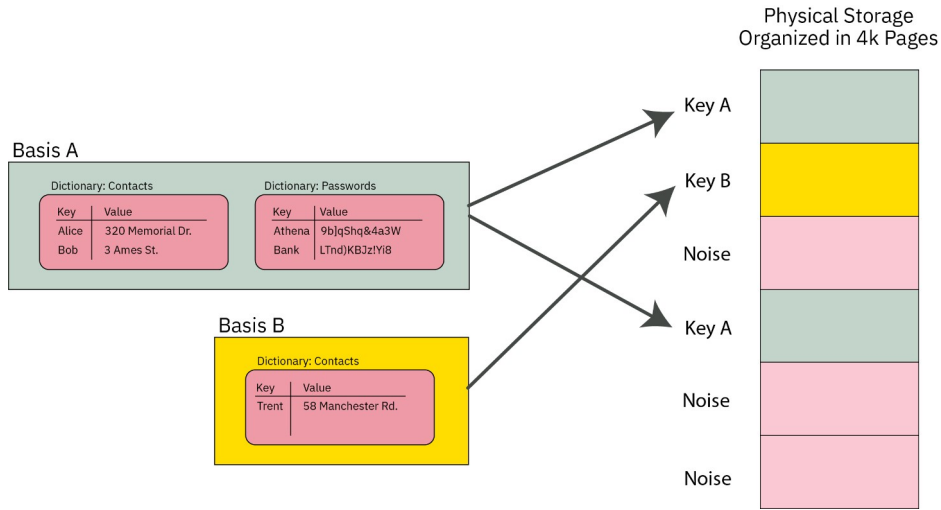 Physical Storage
Organized in 4k Pages
Key A
Basis A
Dictionary: Contacts
Key Value
Alice 320 Memorial Dr.
Bob 3 Ames St.
Dictionary: Passwords
Key Value
Athena 9b]qShq&4a3W
Bank LTnd)KBJz!Yi8
Key B
Noise
Key A
Basis B
Dictionary: Contacts
Key Value
Trent 58 Manchester Rd.
Noise
Noise